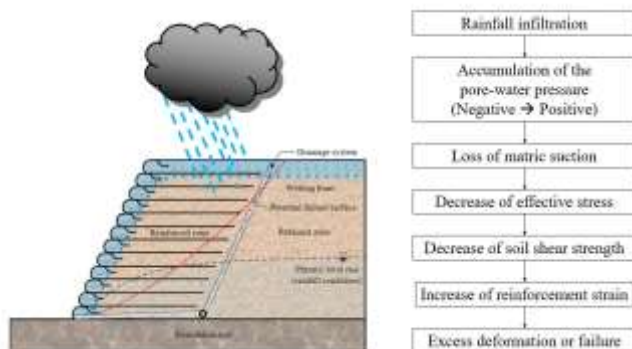 Drainage system
Wetting front
Potential failure surface
Reinforced zone
Retained zone
Phreatic level rise
(rainfall condition)
Foundation soil
Rainfall infiltration
Accumulation of the
pore-water pressure
(Negative → Positive)
Loss of matric suction
Decrease of effective stress
Decrease of soil shear strength
Increase of reinforcement strain
Excess deformation or failure